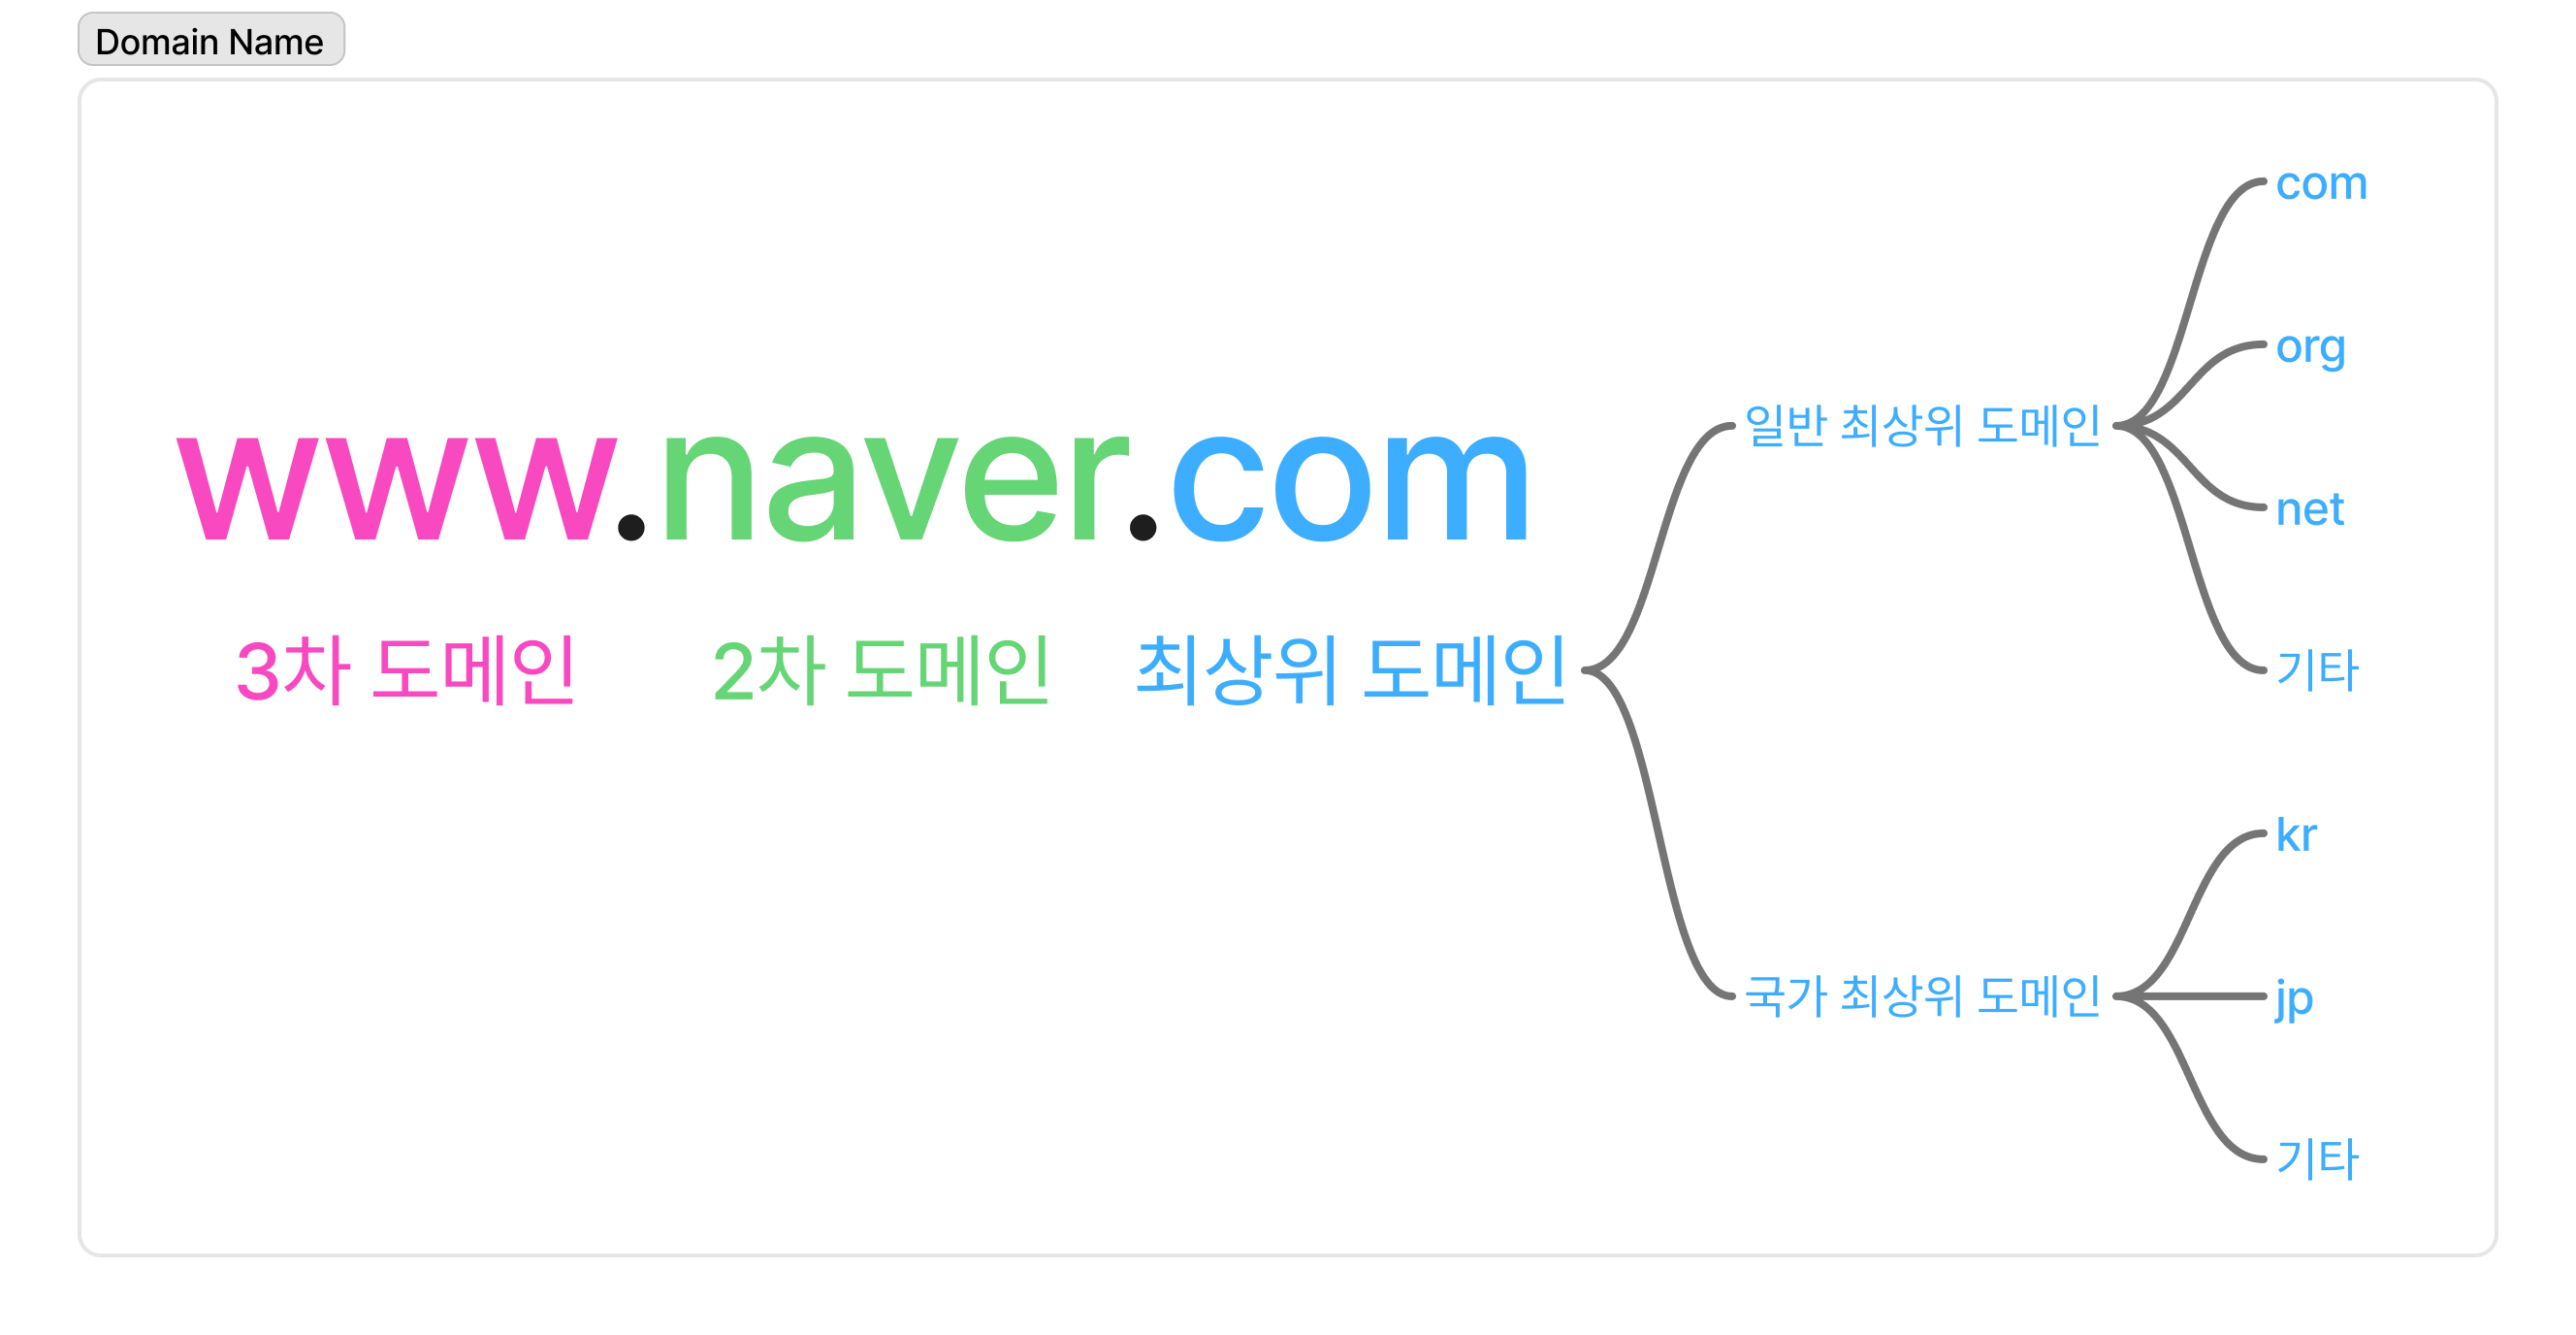 Domain Name
www.naver.com
3차 도메인
2차 도메인
최상위 도메인
일반 최상위 도메인
com
org
net
기타
국가 최상위 도메인
kr
jp
기타